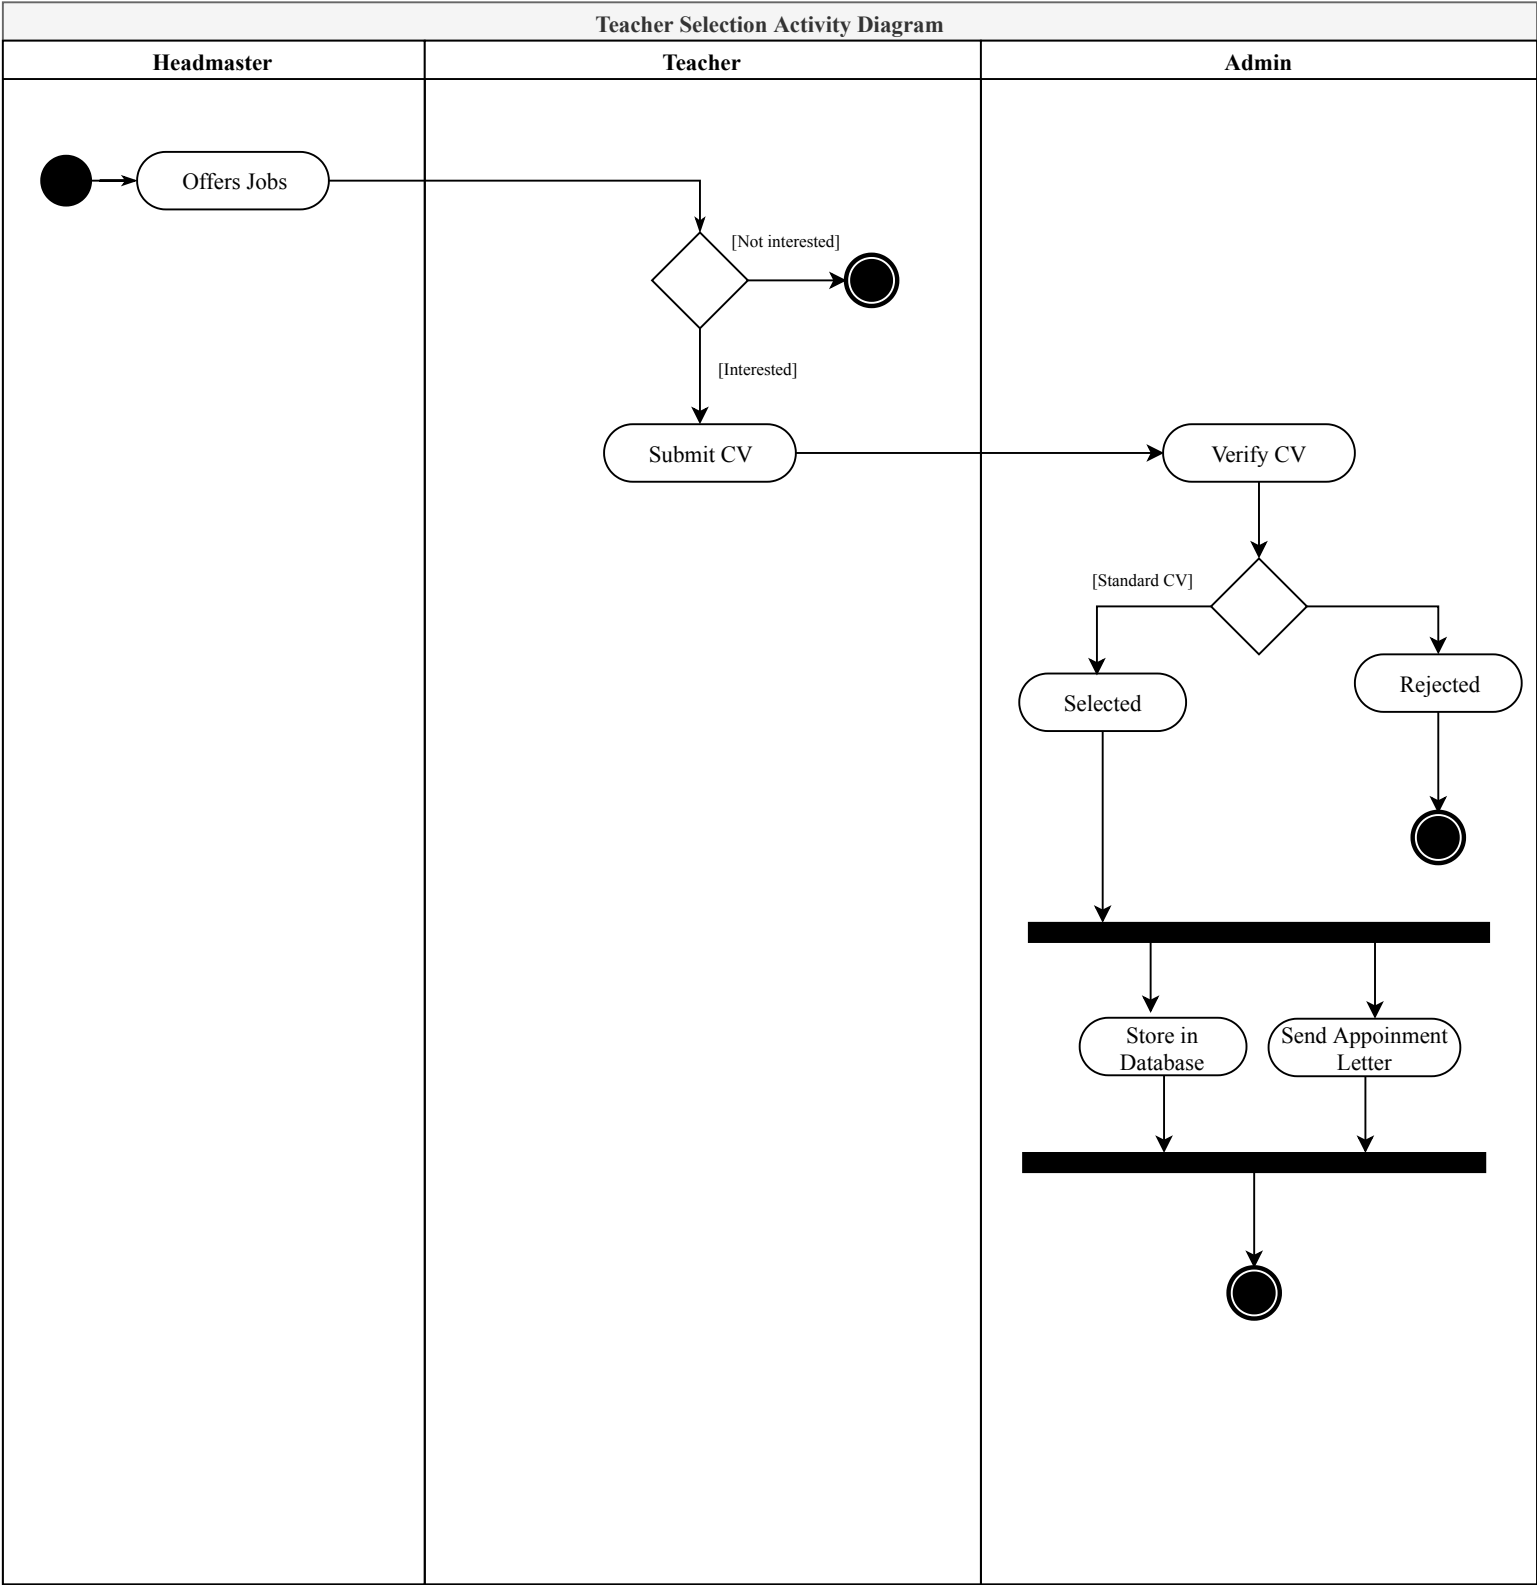 Teacher Selection Activity Diagram
Headmaster
Teacher
Admin
Offers Jobs
[Not interested]
[Interested]
Submit CV
Verify CV
[Standard CV]
Selected
Rejected
Store in
Database
Send Appoinment
Letter